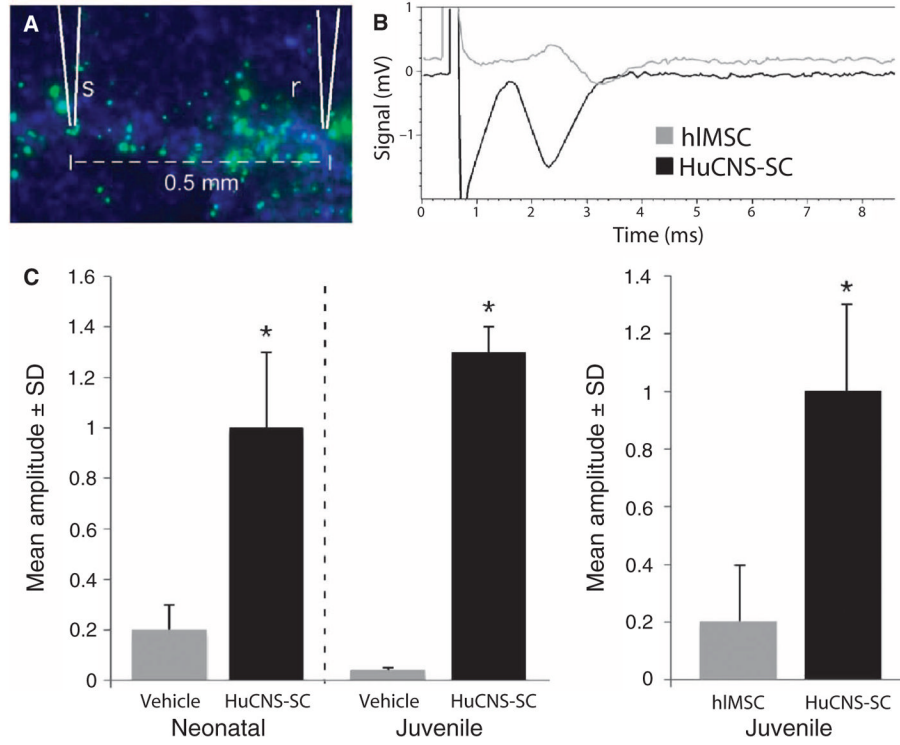 A
s
r
0.5 mm
B
Signal (mV)
1
0
−1
0 1 2 3 4 5 6 7 8
Time (ms)
hIMSC
HuCNS-SC
C
Mean amplitude ± SD
1.6
1.4
1.2
1
0.8
0.6
0.4
0.2
0
* *
Vehicle HuCNS-SC Vehicle HuCNS-SC
Neonatal Juvenile
Mean amplitude ± SD
1.4
1.2
1
0.8
0.6
0.4
0.2
0
*
hIMSC HuCNS-SC
Juvenile